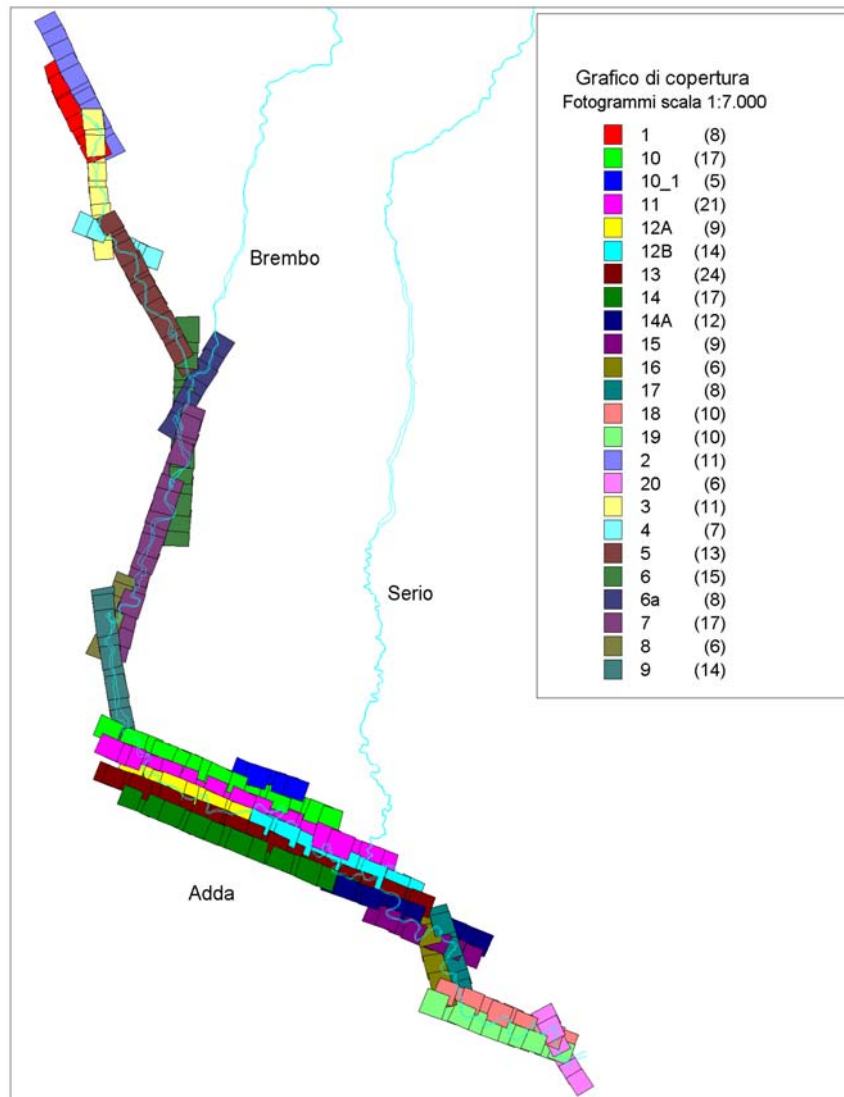 Grafico di copertura
Fotogrammi scala 1:7.000
1 (8)
10 (17)
10_1 (5)
11 (21)
12A (9)
12B (14)
13 (24)
14 (17)
14A (12)
15 (9)
16 (6)
17 (8)
18 (10)
19 (10)
2 (11)
20 (6)
3 (11)
4 (7)
5 (13)
6 (15)
6a (8)
7 (17)
8 (6)
9 (14)
Brembo
Serio
Adda